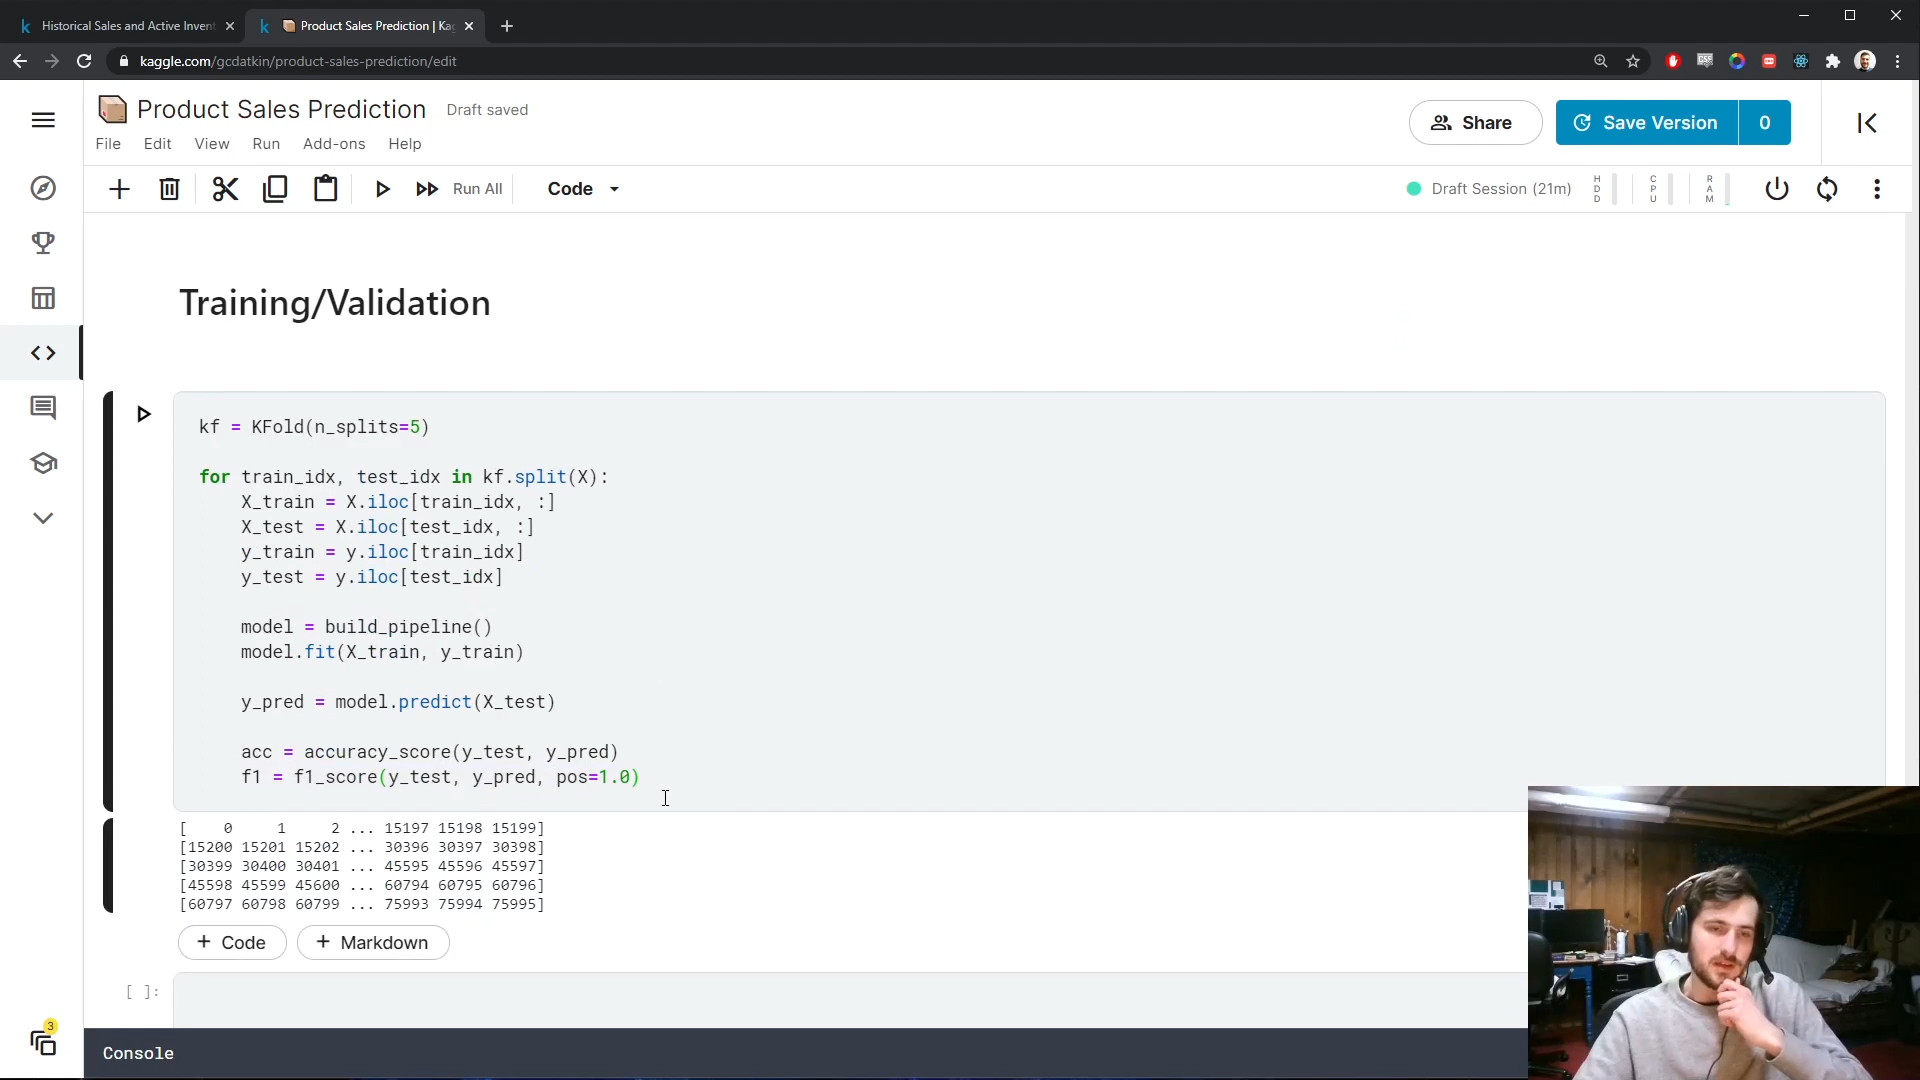 Historical Sales and Active Invent
Product Sales Prediction | Kag
kaggle.com/gcdatkin/product-sales-prediction/edit
Product Sales Prediction
Draft saved
Share
Save Version
0
File
Edit
View
Run
Add-ons
Help
Run All
Code
Draft Session (21m)
HDD
CPU
RAM
Training/Validation
kf = KFold(n_splits=5)
for train_idx, test_idx in kf.split(X):
X_train = X.iloc[train_idx, :]
X_test = X.iloc[test_idx, :]
y_train = y.iloc[train_idx]
y_test = y.iloc[test_idx]
model = build_pipeline()
model.fit(X_train, y_train)
y_pred = model.predict(X_test)
acc = accuracy_score(y_test, y_pred)
f1 = f1_score(y_test, y_pred, pos=1.0)
[    0     1     2 ... 15197 15198 15199]
[15200 15201 15202 ... 30396 30397 30398]
[30399 30400 30401 ... 45595 45596 45597]
[45598 45599 45600 ... 60794 60795 60796]
[60797 60798 60799 ... 75993 75994 75995]
+ Code
+ Markdown
[ ]:
3
Console